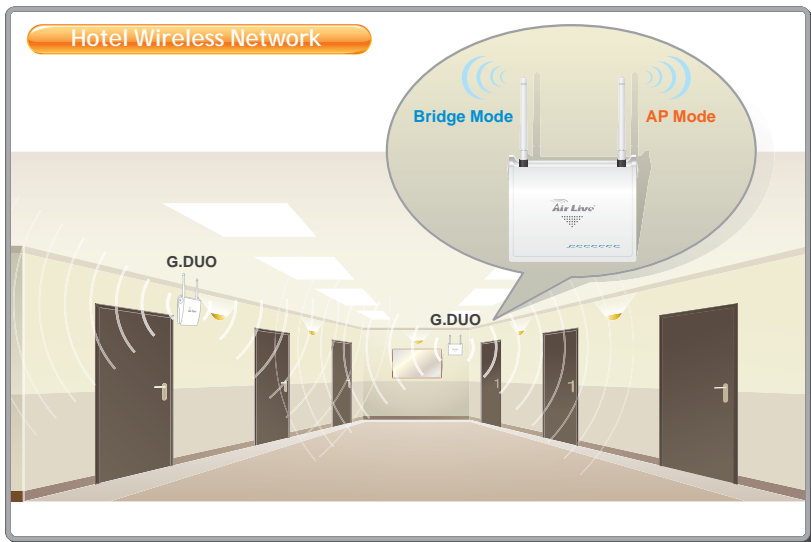 Hotel Wireless Network
Bridge Mode
AP Mode
Air Live
G.DUO
G.DUO